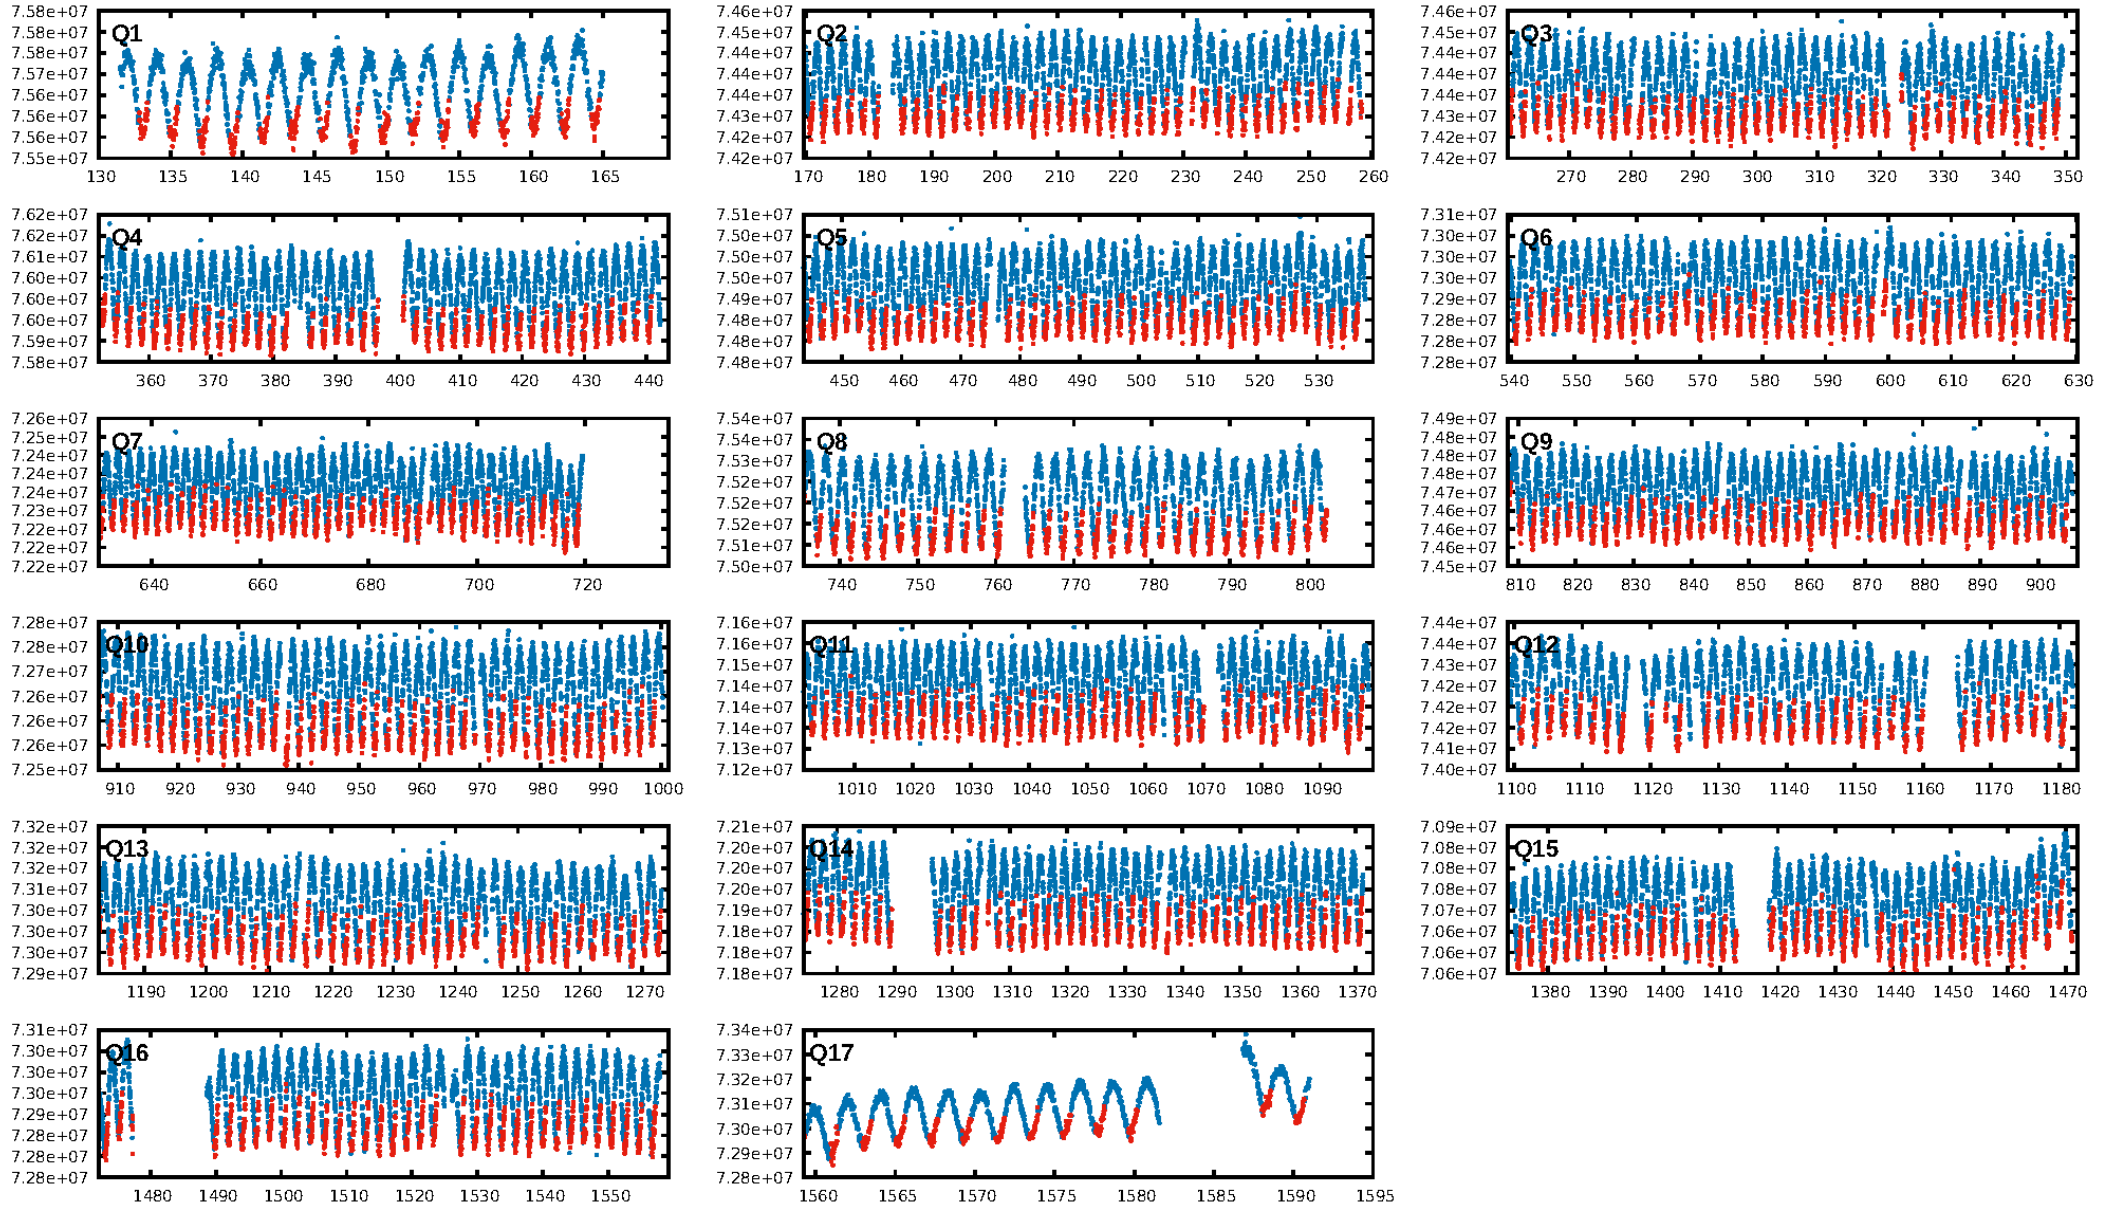 7.58e+07 7.58e+07 7.57e+07 7.57e+07 7.56e+07 7.56e+07 7.56e+07 7.55e+07
Q1
130 135 140 145 150 155 160 165
7.46e+07 7.45e+07 7.44e+07 7.44e+07 7.44e+07 7.43e+07 7.42e+07 7.42e+07
Q2
170 180 190 200 210 220 230 240 250 260
7.46e+07 7.45e+07 7.44e+07 7.44e+07 7.44e+07 7.43e+07 7.42e+07 7.42e+07
Q3
270 280 290 300 310 320 330 340 350
7.62e+07 7.62e+07 7.61e+07 7.60e+07 7.60e+07 7.60e+07 7.59e+07 7.58e+07
Q4
360 370 380 390 400 410 420 430 440
7.51e+07 7.50e+07 7.50e+07 7.50e+07 7.49e+07 7.48e+07 7.48e+07 7.48e+07
Q5
450 460 470 480 490 500 510 520 530
7.31e+07 7.30e+07 7.30e+07 7.30e+07 7.29e+07 7.28e+07 7.28e+07 7.28e+07
Q6
540 550 560 570 580 590 600 610 620 630
7.26e+07 7.25e+07 7.24e+07 7.24e+07 7.24e+07 7.23e+07 7.22e+07 7.22e+07 7.22e+07
Q7
640 660 680 700 720
7.54e+07 7.54e+07 7.53e+07 7.52e+07 7.52e+07 7.51e+07 7.50e+07
Q8
740 750 760 770 780 790 800
7.49e+07 7.48e+07 7.48e+07 7.48e+07 7.47e+07 7.46e+07 7.46e+07 7.46e+07 7.45e+07
Q9
810 820 830 840 850 860 870 880 890 900
7.28e+07 7.28e+07 7.27e+07 7.26e+07 7.26e+07 7.26e+07 7.25e+07
Q10
910 920 930 940 950 960 970 980 990 1000
7.16e+07 7.16e+07 7.15e+07 7.14e+07 7.14e+07 7.13e+07 7.12e+07
Q11
1010 1020 1030 1040 1050 1060 1070 1080 1090
7.44e+07 7.43e+07 7.42e+07 7.42e+07 7.41e+07 7.40e+07
Q12
1100 1110 1120 1130 1140 1150 1160 1170 1180
7.32e+07 7.32e+07 7.32e+07 7.31e+07 7.30e+07 7.30e+07 7.30e+07 7.29e+07
Q13
1190 1200 1210 1220 1230 1240 1250 1260 1270
7.21e+07 7.20e+07 7.20e+07 7.19e+07 7.18e+07 7.18e+07 7.18e+07
Q14
1280 1290 1300 1310 1320 1330 1340 1350 1360 1370
7.09e+07 7.08e+07 7.08e+07 7.07e+07 7.06e+07 7.06e+07 7.06e+07
Q15
1380 1390 1400 1410 1420 1430 1440 1450 1460 1470
7.31e+07 7.30e+07 7.30e+07 7.30e+07 7.29e+07 7.28e+07 7.28e+07 7.28e+07
Q16
1480 1490 1500 1510 1520 1530 1540 1550
7.34e+07 7.33e+07 7.32e+07 7.31e+07 7.30e+07 7.29e+07 7.28e+07
Q17
1560 1565 1570 1575 1580 1585 1590 1595